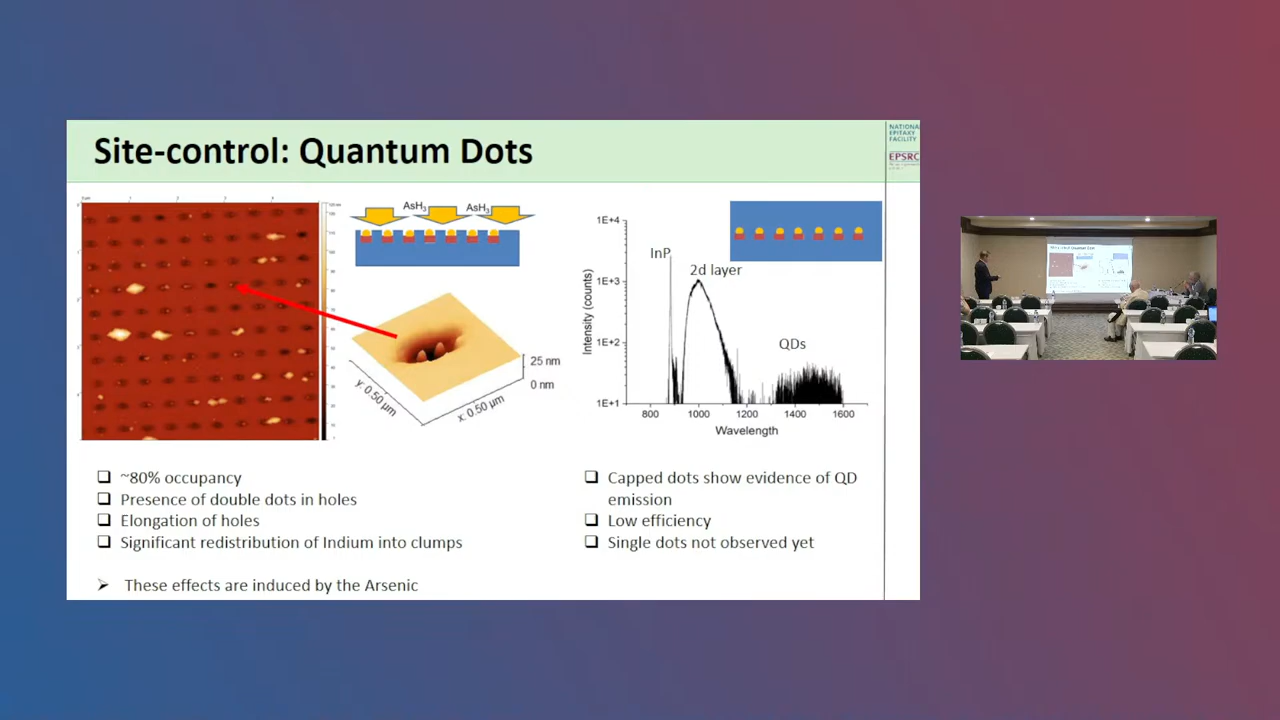 Site-control: Quantum Dots
NATIONA
EPITAXY
FACILITY
EPSRC
AsH3
AsH3
25 nm
0 nm
y: 0.50 µm
x: 0.50 µm
1E+4
1E+3
1E+2
1E+1
Intensity (counts)
InP
2d layer
QDs
800
1000
1200
1400
1600
Wavelength
~80% occupancy
Presence of double dots in holes
Elongation of holes
Significant redistribution of Indium into clumps
These effects are induced by the Arsenic
Capped dots show evidence of QD
emission
Low efficiency
Single dots not observed yet